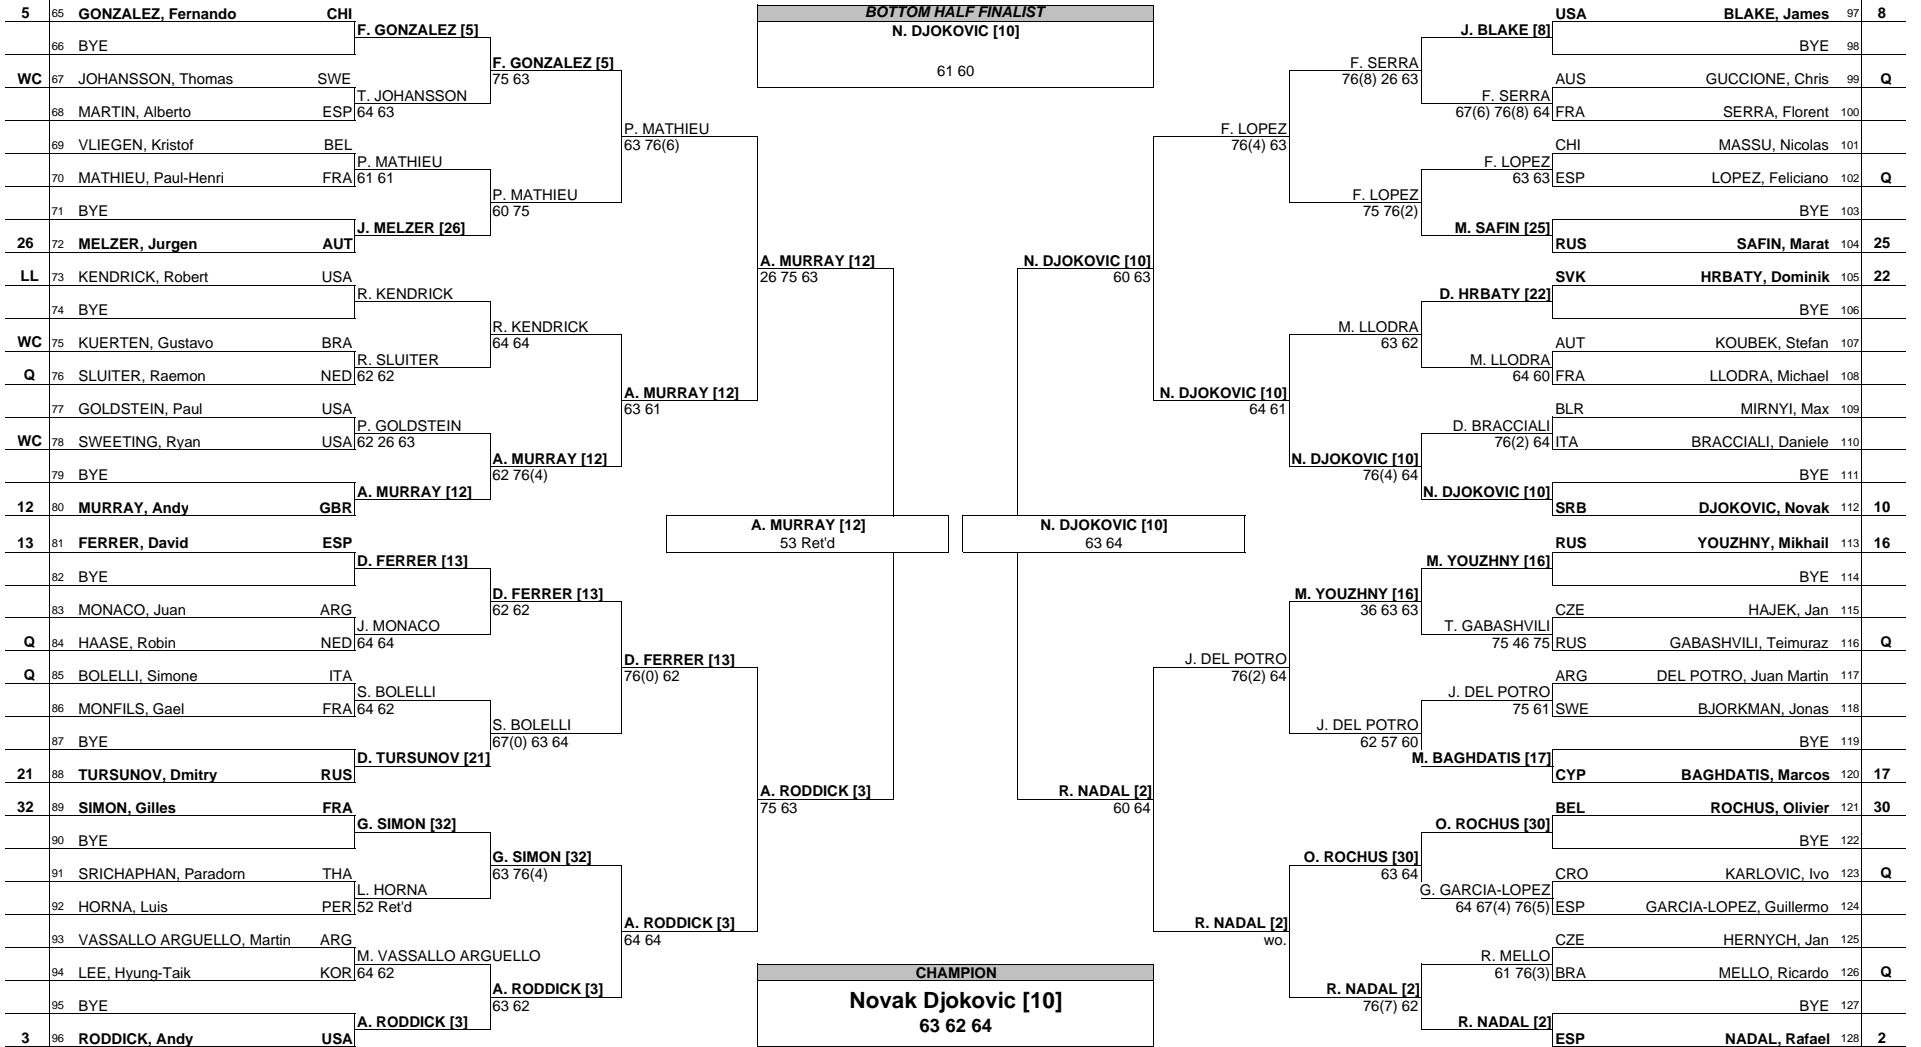 BOTTOM HALF FINALIST
N. DJOKOVIC [10]
61 60
5 65 GONZALEZ, Fernando CHI
66 BYE
WC 67 JOHANSSON, Thomas SWE
68 MARTIN, Alberto ESP
69 VLIEGEN, Kristof BEL
70 MATHIEU, Paul-Henri FRA
71 BYE
26 72 MELZER, Jurgen AUT
LL 73 KENDRICK, Robert USA
74 BYE
WC 75 KUERTEN, Gustavo BRA
Q 76 SLUITER, Raemon NED
77 GOLDSTEIN, Paul USA
WC 78 SWEETING, Ryan USA
79 BYE
12 80 MURRAY, Andy GBR
13 81 FERRER, David ESP
82 BYE
83 MONACO, Juan ARG
Q 84 HAASE, Robin NED
Q 85 BOLELLI, Simone ITA
86 MONFILS, Gael FRA
87 BYE
21 88 TURSUNOV, Dmitry RUS
32 89 SIMON, Gilles FRA
90 BYE
91 SRICHAPHAN, Paradorn THA
92 HORNA, Luis PER
93 VASSALLO ARGUELLO, Martin ARG
94 LEE, Hyung-Taik KOR
95 BYE
3 96 RODDICK, Andy USA
F. GONZALEZ [5]
T. JOHANSSON
64 63
P. MATHIEU
61 61
J. MELZER [26]
R. KENDRICK
R. SLUITER
62 62
P. GOLDSTEIN
62 26 63
A. MURRAY [12]
D. FERRER [13]
J. MONACO
64 64
S. BOLELLI
64 62
D. TURSUNOV [21]
G. SIMON [32]
L. HORNA
52 Ret'd
M. VASSALLO ARGUELLO
64 62
A. RODDICK [3]
F. GONZALEZ [5]
75 63
P. MATHIEU
60 75
R. KENDRICK
64 64
A. MURRAY [12]
62 76(4)
D. FERRER [13]
62 62
S. BOLELLI
67(0) 63 64
G. SIMON [32]
63 76(4)
A. RODDICK [3]
63 62
P. MATHIEU
63 76(6)
A. MURRAY [12]
63 61
D. FERRER [13]
76(0) 62
A. RODDICK [3]
64 64
A. MURRAY [12]
26 75 63
A. RODDICK [3]
75 63
A. MURRAY [12]
53 Ret'd
N. DJOKOVIC [10]
63 64
N. DJOKOVIC [10]
60 63
R. NADAL [2]
60 64
F. LOPEZ
76(4) 63
N. DJOKOVIC [10]
64 61
J. DEL POTRO
76(2) 64
R. NADAL [2]
wo.
F. SERRA
76(8) 26 63
F. LOPEZ
75 76(2)
M. LLODRA
63 62
N. DJOKOVIC [10]
76(4) 64
M. YOUZHNY [16]
36 63 63
J. DEL POTRO
62 57 60
O. ROCHUS [30]
63 64
R. NADAL [2]
76(7) 62
J. BLAKE [8]
F. SERRA
67(6) 76(8) 64
F. LOPEZ
63 63
M. SAFIN [25]
D. HRBATY [22]
M. LLODRA
64 60
D. BRACCIALI
76(2) 64
N. DJOKOVIC [10]
M. YOUZHNY [16]
T. GABASHVILI
75 46 75
J. DEL POTRO
75 61
M. BAGHDATIS [17]
O. ROCHUS [30]
G. GARCIA-LOPEZ
64 67(4) 76(5)
R. MELLO
61 76(3)
R. NADAL [2]
USA BLAKE, James 97 8
BYE 98
AUS GUCCIONE, Chris 99 Q
FRA SERRA, Florent 100
CHI MASSU, Nicolas 101
ESP LOPEZ, Feliciano 102 Q
BYE 103
RUS SAFIN, Marat 104 25
SVK HRBATY, Dominik 105 22
BYE 106
AUT KOUBEK, Stefan 107
FRA LLODRA, Michael 108
BLR MIRNYI, Max 109
ITA BRACCIALI, Daniele 110
BYE 111
SRB DJOKOVIC, Novak 112 10
RUS YOUZHNY, Mikhail 113 16
BYE 114
CZE HAJEK, Jan 115
RUS GABASHVILI, Teimuraz 116 Q
ARG DEL POTRO, Juan Martin 117
SWE BJORKMAN, Jonas 118
BYE 119
CYP BAGHDATIS, Marcos 120 17
BEL ROCHUS, Olivier 121 30
BYE 122
CRO KARLOVIC, Ivo 123 Q
ESP GARCIA-LOPEZ, Guillermo 124
CZE HERNYCH, Jan 125
BRA MELLO, Ricardo 126 Q
BYE 127
ESP NADAL, Rafael 128 2
CHAMPION
Novak Djokovic [10]
63 62 64